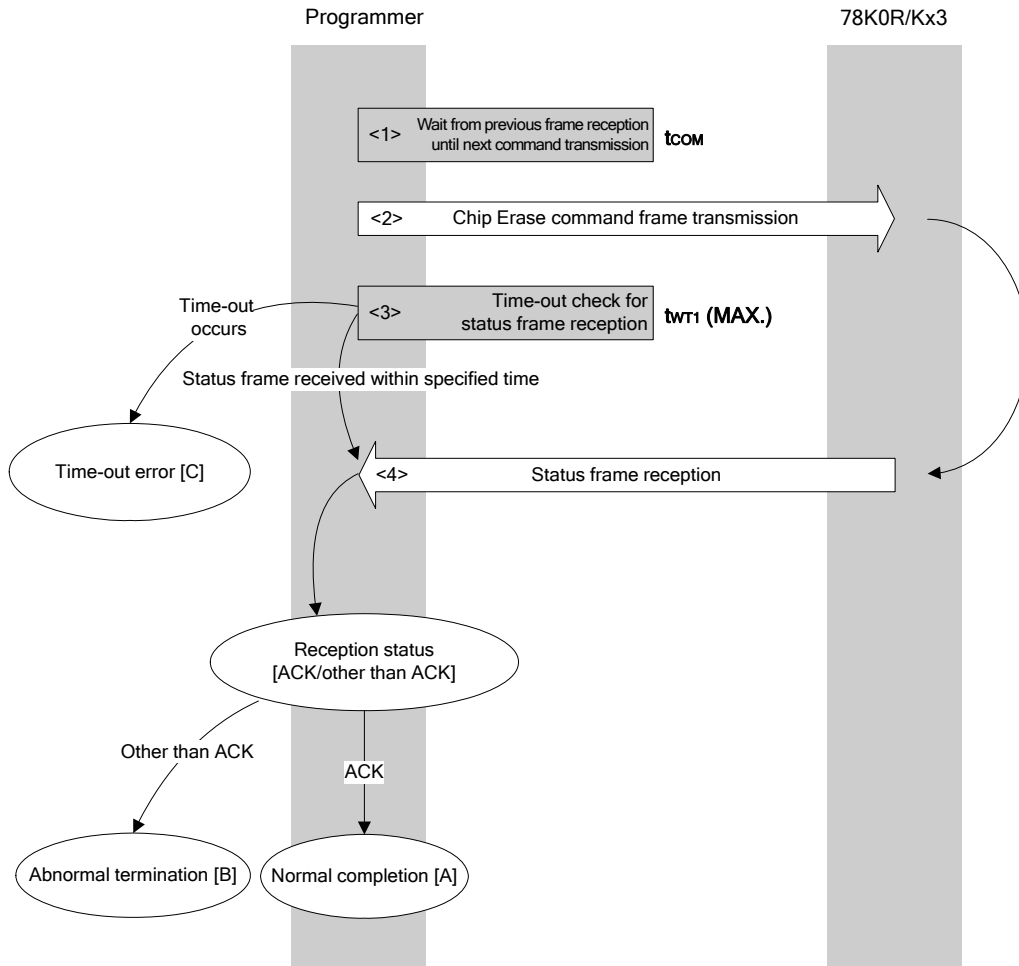 Programmer
78K0R/Kx3
<1>
Wait from previous frame reception
until next command transmission
tCOM
<2>
Chip Erase command frame transmission
<3>
Time-out check for
status frame reception
tWT1 (MAX.)
Time-out
occurs
Status frame received within specified time
Time-out error [C]
<4>
Status frame reception
Reception status
[ACK/other than ACK]
Other than ACK
ACK
Abnormal termination [B]
Normal completion [A]